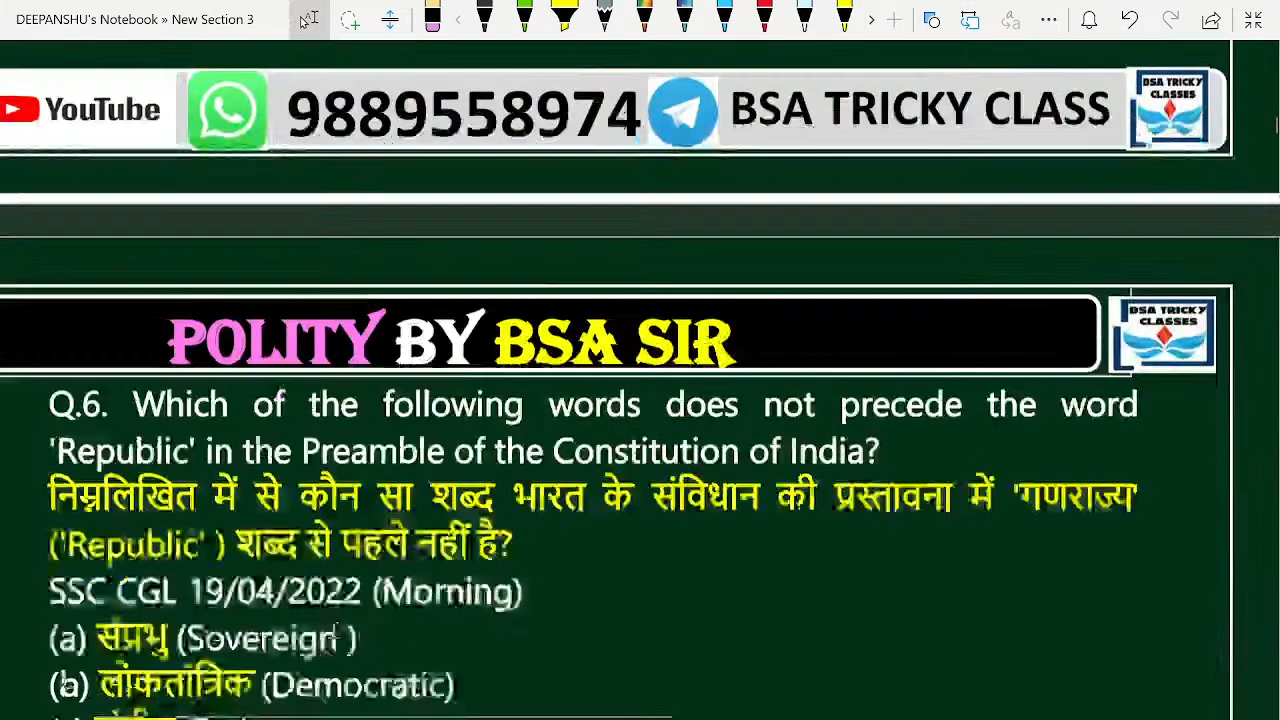 DEEPANSHU's Notebook » New Section 3
YouTube 9889558974 BSA TRICKY CLASS
BSA TRICKY
CLASSES
POLITY BY BSA SIR
BSA TRICKY
CLASSES
Q.6. Which of the following words does not precede the word
'Republic' in the Preamble of the Constitution of India?
निम्नलिखित में से कौन सा शब्द भारत के संविधान की प्रस्तावना में 'गणराज्य'
('Republic' ) शब्द से पहले नहीं है?
SSC CGL 19/04/2022 (Morning)
(a) संप्रभु (Sovereign )
(b) लोकतांत्रिक (Democratic)